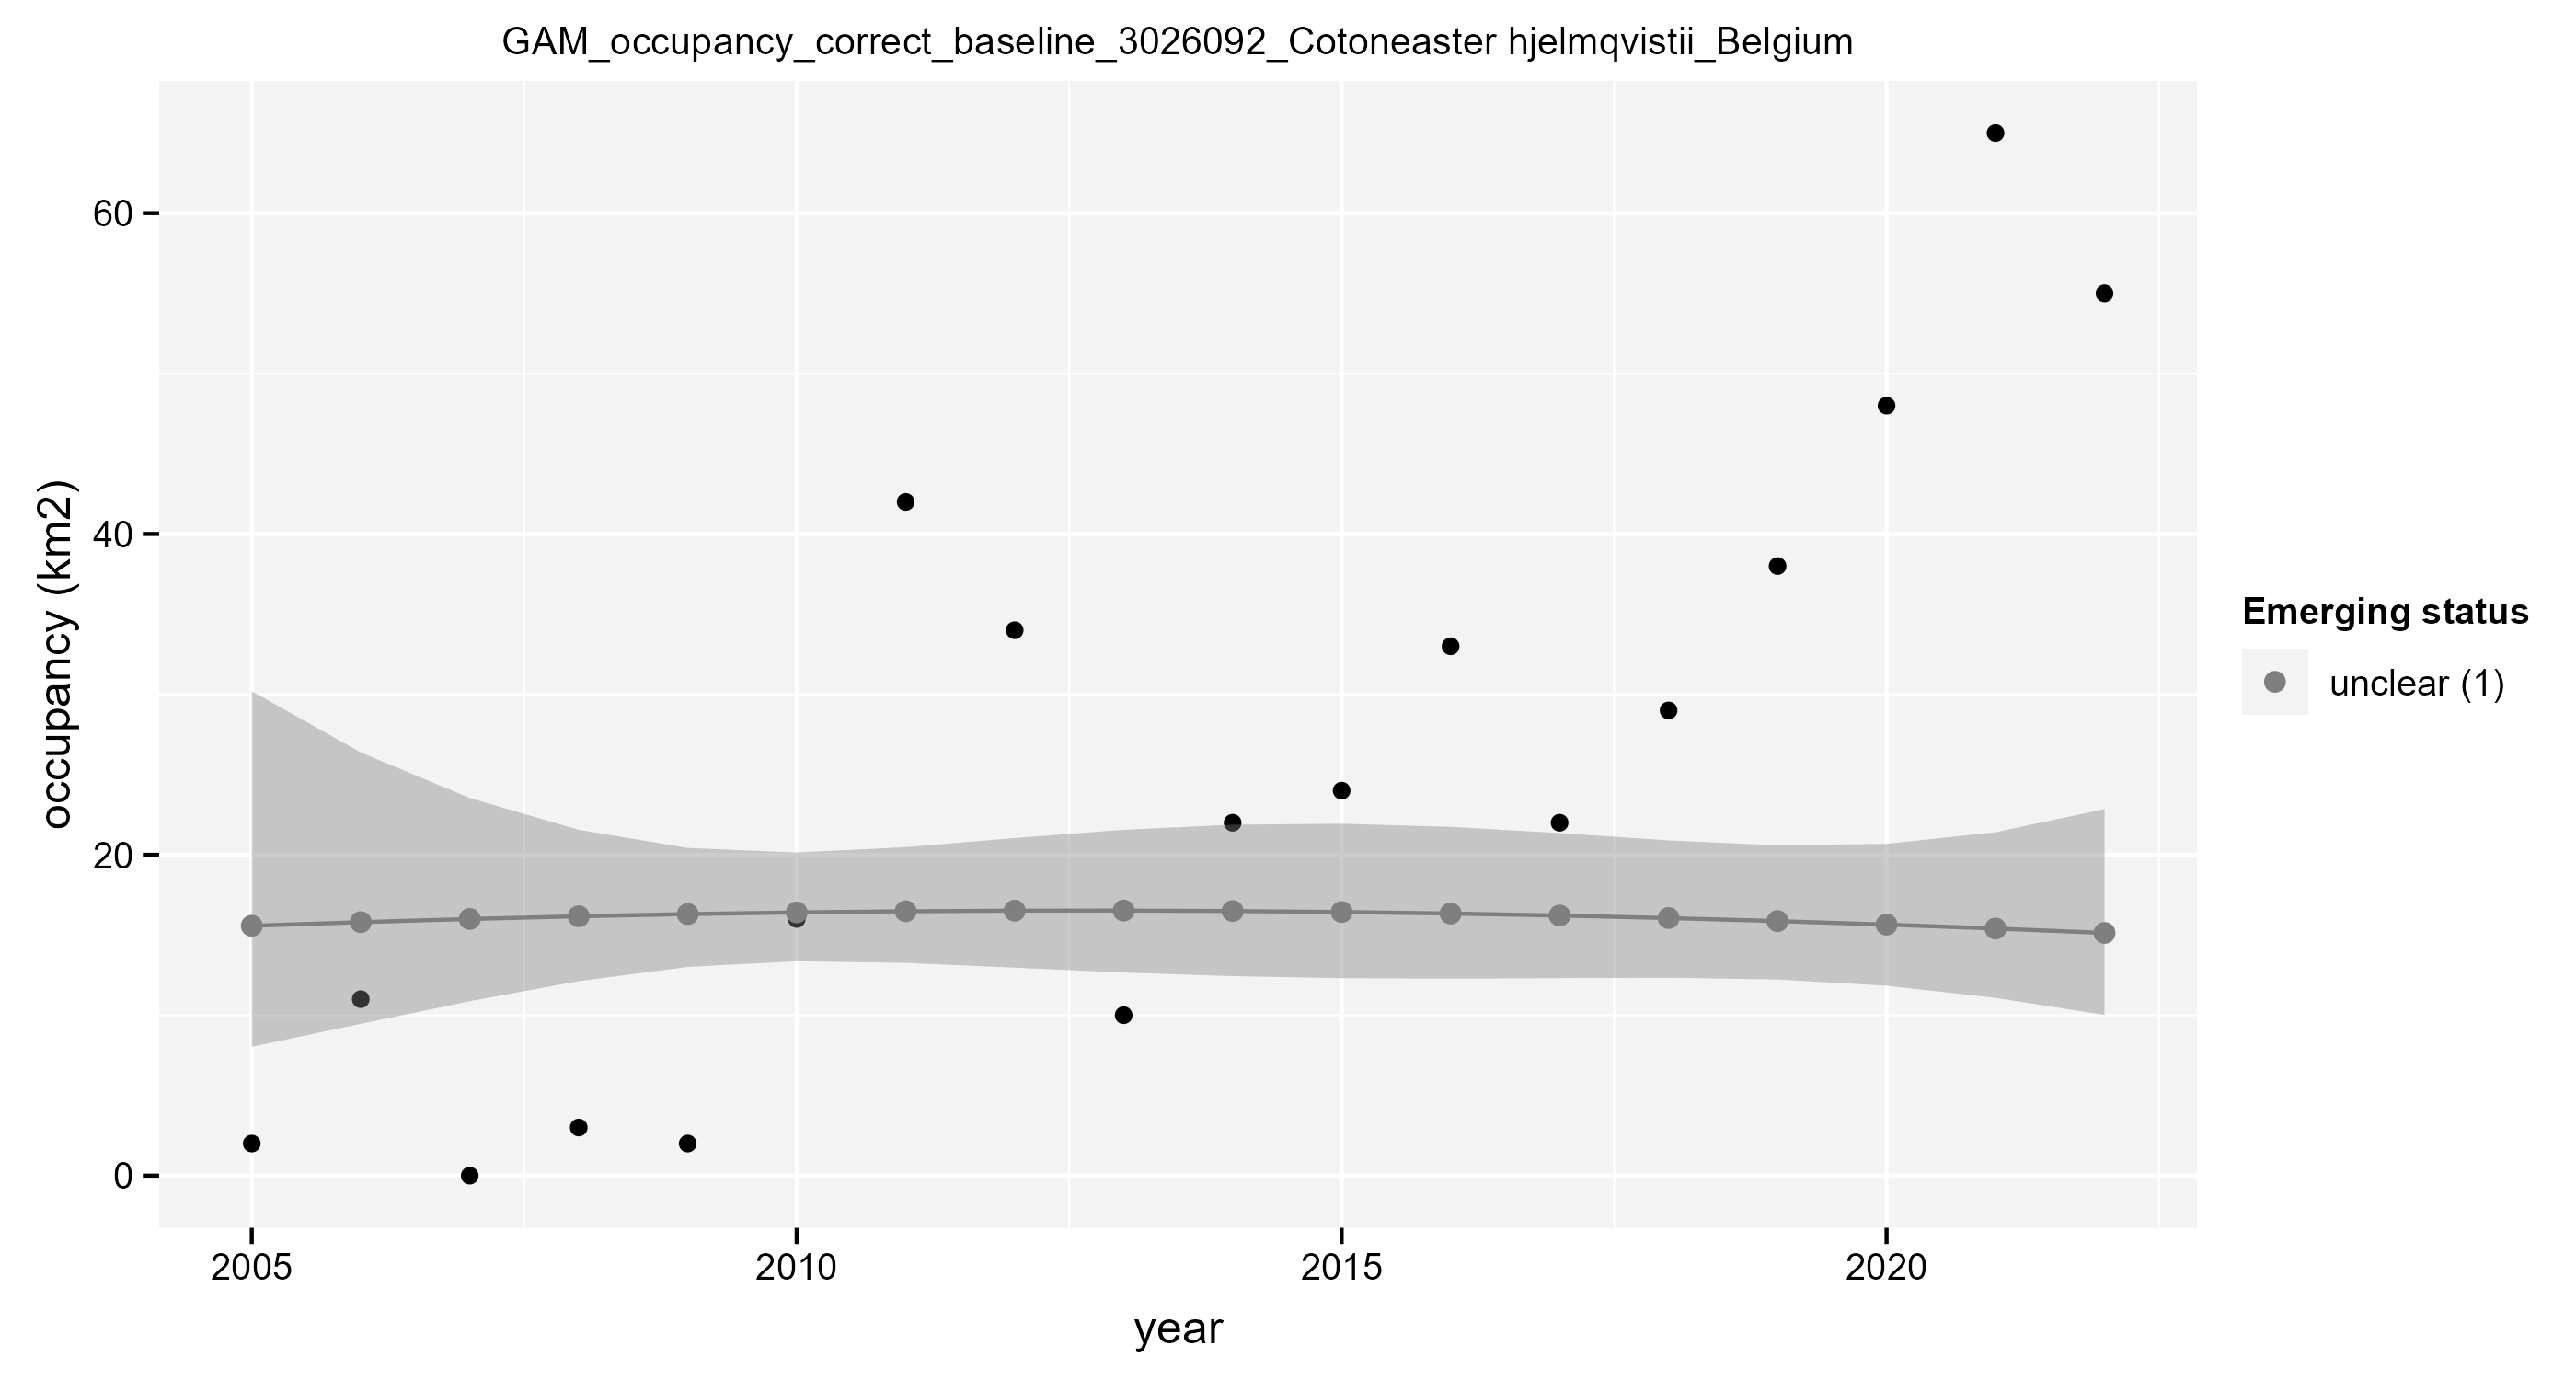 GAM_occupancy_correct_baseline_3026092_Cotoneaster hjelmqvistii_Belgium
occupancy (km2)
60
40
20
0
2005
2010
2015
2020
year
Emerging status
unclear (1)